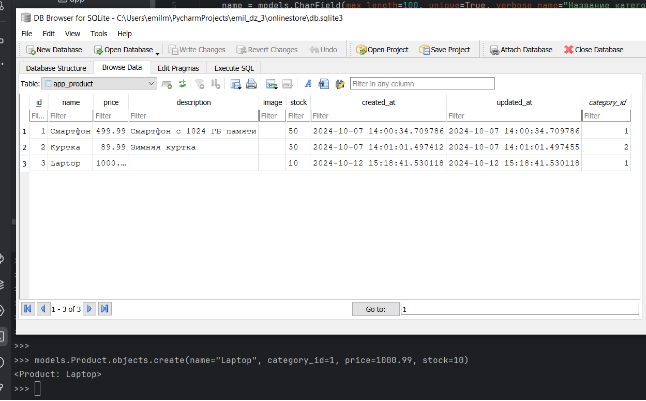 app
5
name = models.CharField(max_length=100, unique=True, verbose_name="Название катего
DB Browser for SQLite - C:\Users\emilm\PycharmProjects\emil_dz_3\onlinestore\db.sqlite3
File Edit View Tools Help
New Database Open Database Write Changes Revert Changes Undo Open Project Save Project Attach Database Close Database
Database Structure Browse Data Edit Pragmas Execute SQL
Table: app_product Filter in any column
id name price description image stock created_at updated_at category_id
Fil... Filter Filter Filter Filter Filter Filter Filter Filter
1 1 Смартфон 499.99 Смартфон с 1024 ГБ памяти 50 2024-10-07 14:00:34.709786 2024-10-07 14:00:34.709786 1
2 2 Куртка 89.99 Зимняя куртка 30 2024-10-07 14:01:01.497412 2024-10-07 14:01:01.497455 2
3 3 Laptop 1000.... 10 2024-10-12 15:18:41.530118 2024-10-12 15:18:41.530118 1
1 - 3 of 3 Go to: 1
>>>
>>> models.Product.objects.create(name="Laptop", category_id=1, price=1000.99, stock=10)
<Product: Laptop>
>>>